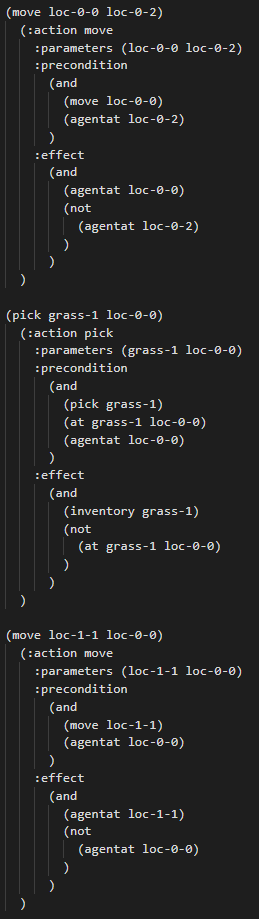 (move loc-0-0 loc-0-2)
  (:action move
    :parameters (loc-0-0 loc-0-2)
    :precondition
      (and
        (move loc-0-0)
        (agentat loc-0-2)
      )
    :effect
      (and
        (agentat loc-0-0)
        (not
          (agentat loc-0-2)
        )
      )
  )

(pick grass-1 loc-0-0)
  (:action pick
    :parameters (grass-1 loc-0-0)
    :precondition
      (and
        (pick grass-1)
        (at grass-1 loc-0-0)
        (agentat loc-0-0)
      )
    :effect
      (and
        (inventory grass-1)
        (not
          (at grass-1 loc-0-0)
        )
      )
  )

(move loc-1-1 loc-0-0)
  (:action move
    :parameters (loc-1-1 loc-0-0)
    :precondition
      (and
        (move loc-1-1)
        (agentat loc-0-0)
      )
    :effect
      (and
        (agentat loc-1-1)
        (not
          (agentat loc-0-0)
        )
      )
  )